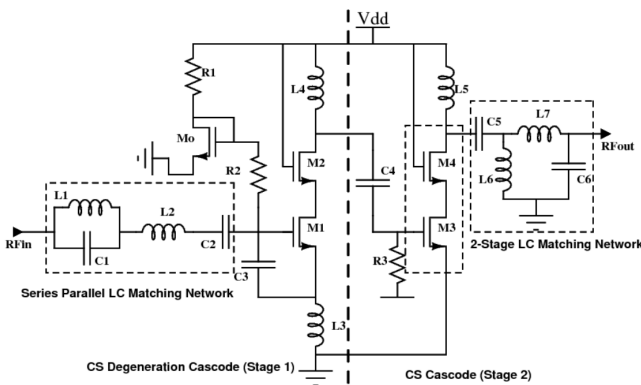 Vdd
R1
L4
L5
C5
L7
Mo
R2
M2
M4
RFout
L6
C6
C4
L1
L2
M1
M3
RFin
C2
C1
C3
R3
2-Stage LC Matching Network
Series Parallel LC Matching Network
L3
CS Degeneration Cascode (Stage 1)
CS Cascode (Stage 2)